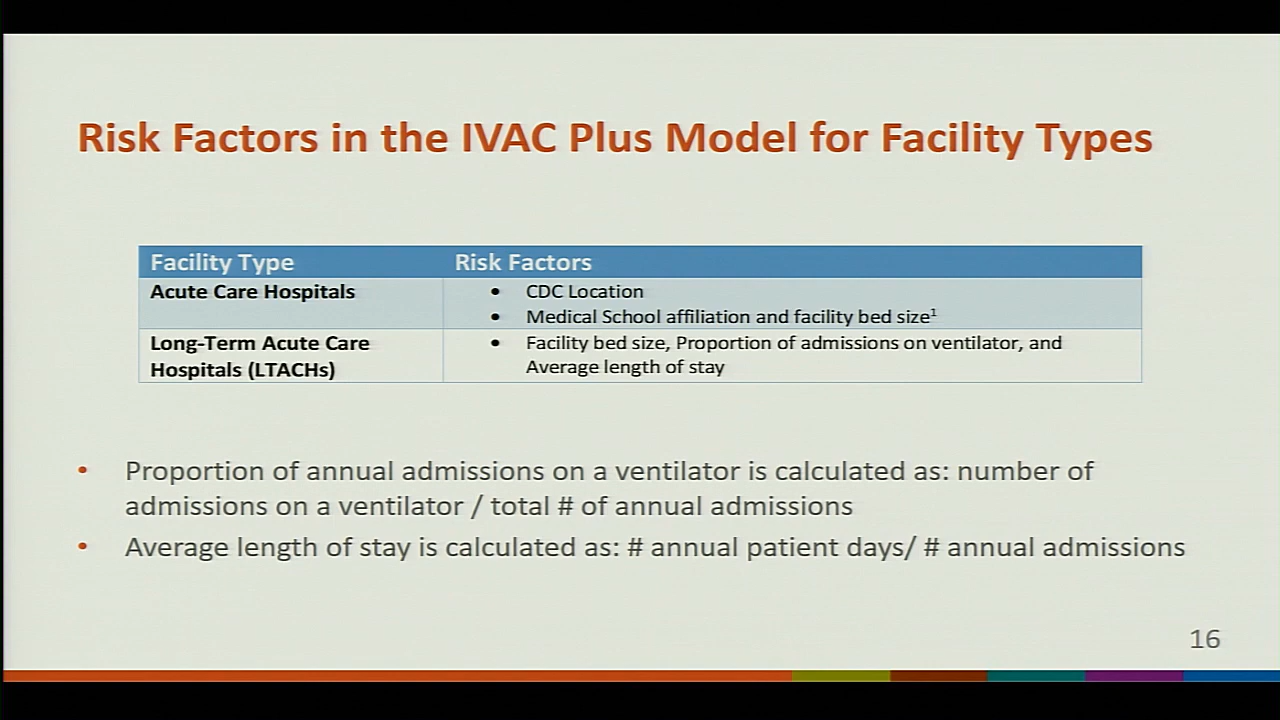 Risk Factors in the IVAC Plus Model for Facility Types
Facility Type
Risk Factors
Acute Care Hospitals
• CDC Location
• Medical School affiliation and facility bed size¹
Long-Term Acute Care
Hospitals (LTACHs)
• Facility bed size, Proportion of admissions on ventilator, and
Average length of stay
• Proportion of annual admissions on a ventilator is calculated as: number of
admissions on a ventilator / total # of annual admissions
• Average length of stay is calculated as: # annual patient days/ # annual admissions
16